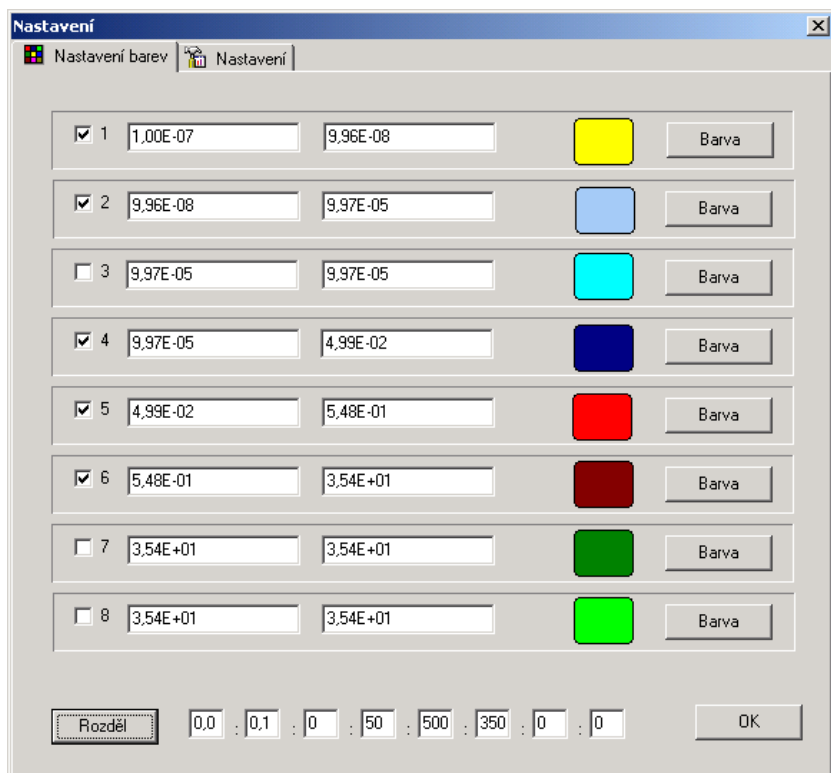 Nastavení
Nastavení barev Nastavení
1 1,00E-07 9,96E-08 Barva
2 9,96E-08 9,97E-05 Barva
3 9,97E-05 9,97E-05 Barva
4 9,97E-05 4,99E-02 Barva
5 4,99E-02 5,48E-01 Barva
6 5,48E-01 3,54E+01 Barva
7 3,54E+01 3,54E+01 Barva
8 3,54E+01 3,54E+01 Barva
Rozděl 0,0 : 0,1 : 0 : 50 : 500 : 350 : 0 : 0 OK